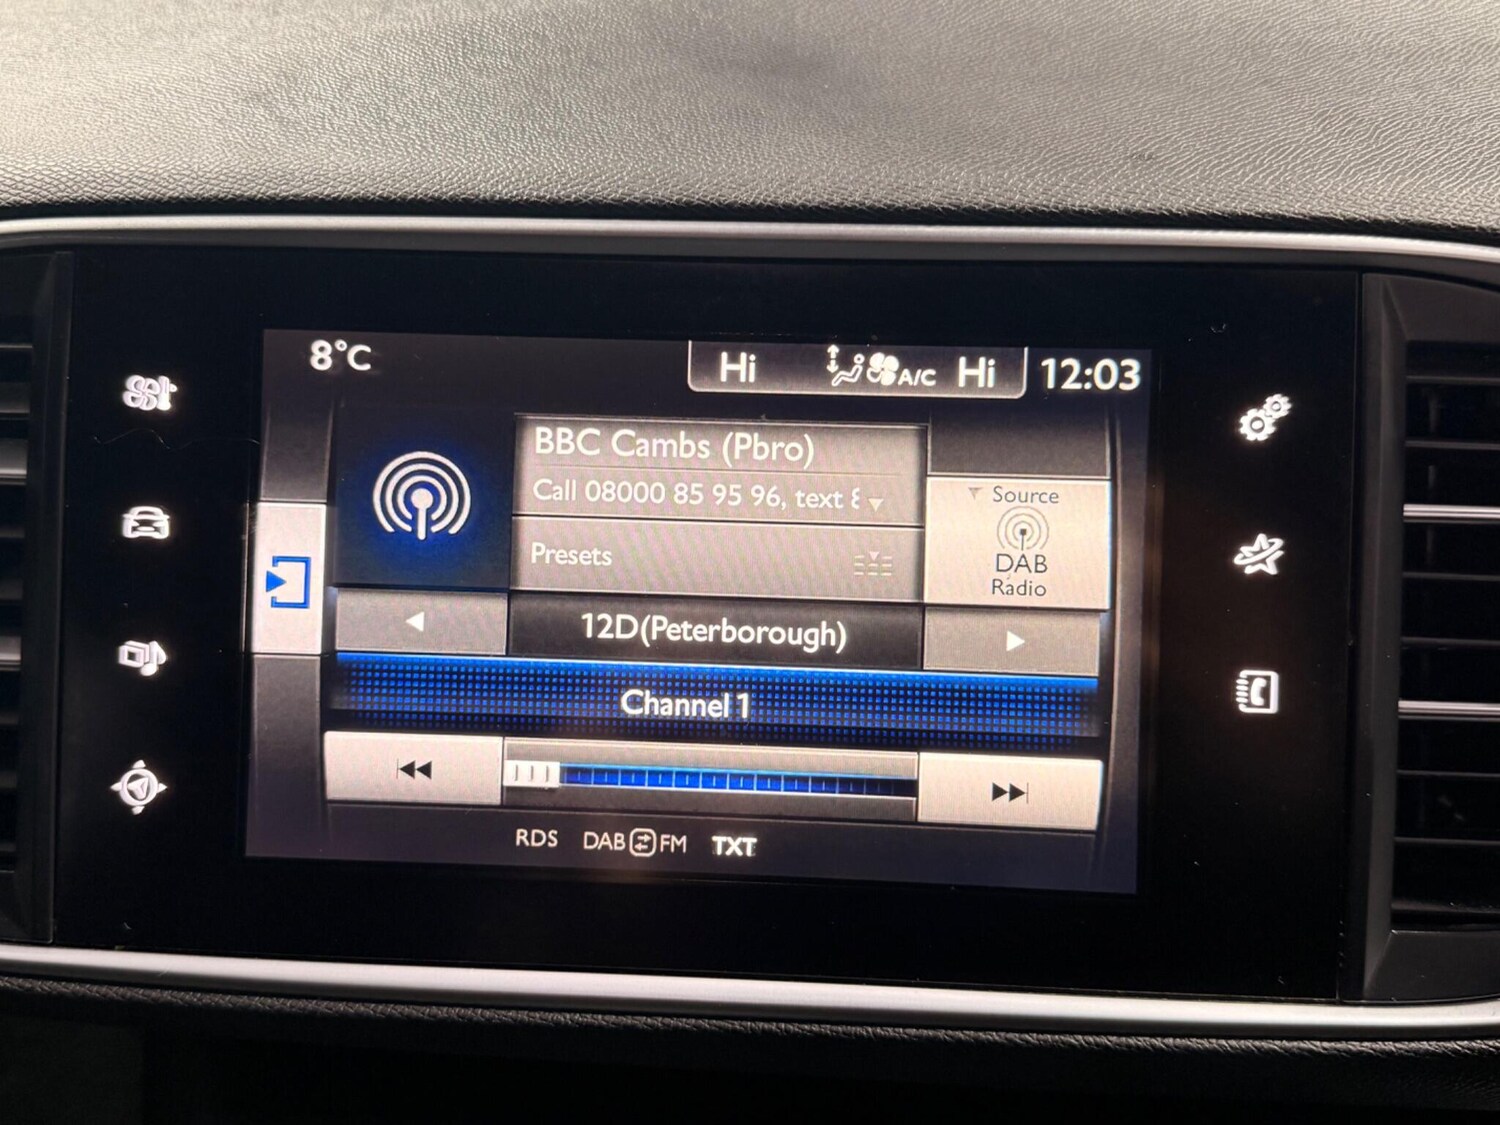 8°C
Hi A/C Hi
12:03
BBC Cambs (Pbro)
Call 08000 85 95 96, text
Source
DAB
Radio
Presets
12D(Peterborough)
Channel 1
RDS DAB FM TXT